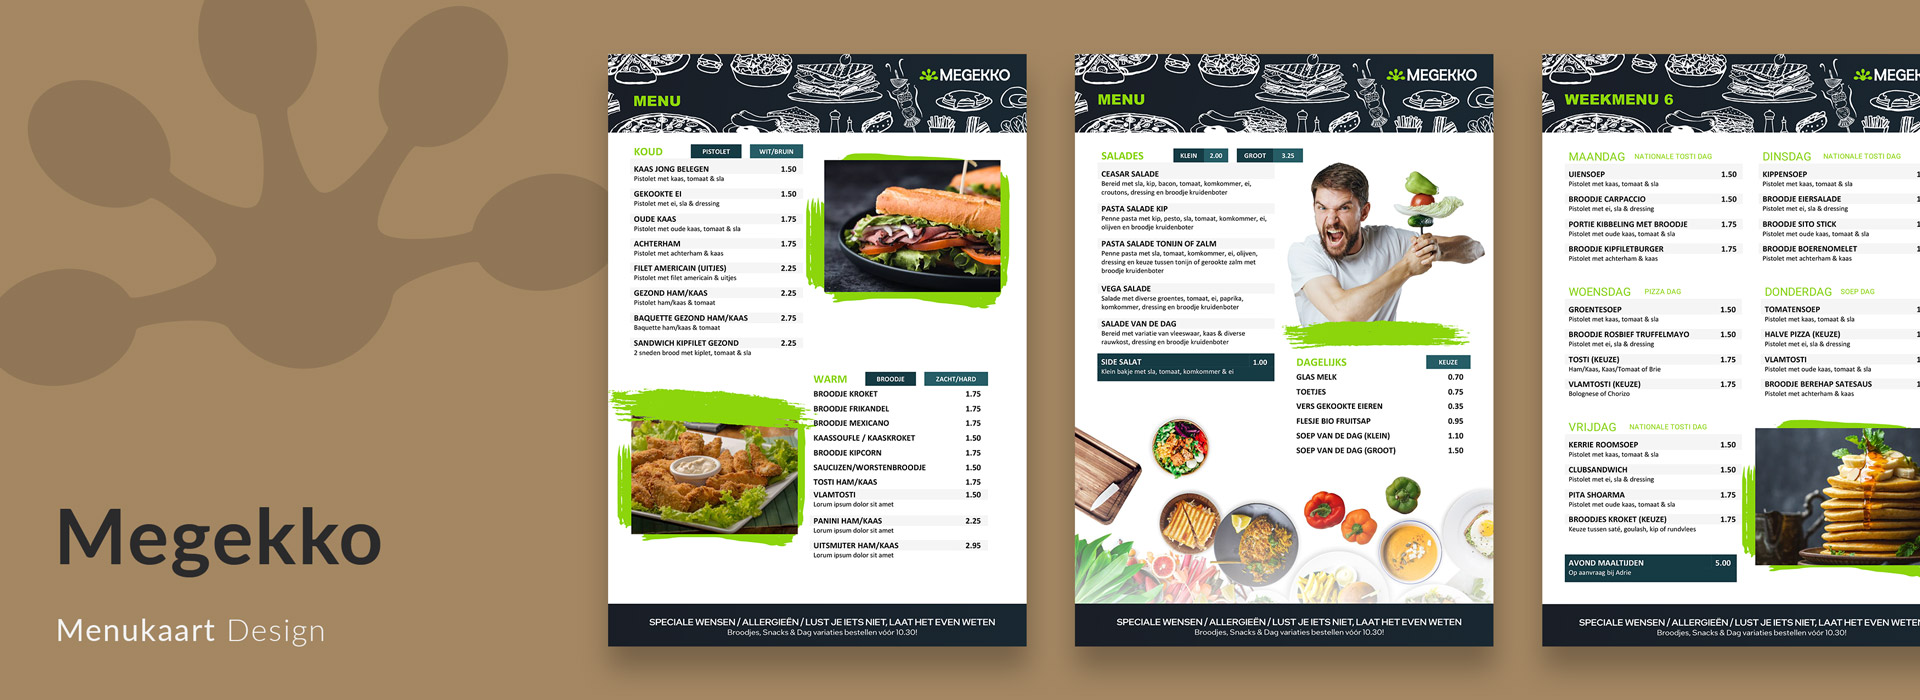 Megekko
Menukaart Design
MEGEKKO
MENU
KOUD PISTOLET WIT/BRUIN
KAAS JONG BELEGEN 1.50
Pistolet met kaas, tomaat & sla
GEKOOKTE EI 1.50
Pistolet met ei, sla & dressing
OUDE KAAS 1.75
Pistolet met oude kaas, tomaat & sla
ACHTERHAM 1.75
Pistolet met achterham & kaas
FILET AMERICAIN (UITJES) 2.25
Pistolet met filet americain & uitjes
GEZOND HAM/KAAS 2.25
Pistolet ham/kaas & tomaat
BAQUETTE GEZOND HAM/KAAS 2.75
Baquette ham/kaas & tomaat
SANDWICH KIPFILET GEZOND 2.25
2 sneden brood met kiplet, tomaat & sla
WARM BROODJE ZACHT/HARD
BROODJE KROKET 1.75
BROODJE FRIKANDEL 1.75
BROODJE MEXICANO 1.75
KAASSOUFLE / KAASKROKET 1.50
BROODJE KIPCORN 1.75
SAUCIJZEN/WORSTENBROODJE 1.50
TOSTI HAM/KAAS 1.75
VLAMTOSTI 1.50
Lorum ipsum dolor sit amet
PANINI HAM/KAAS 2.25
Lorum ipsum dolor sit amet
UITSMIJTER HAM/KAAS 2.95
Lorum ipsum dolor sit amet
SPECIALE WENSEN / ALLERGIEËN / LUST JE IETS NIET, LAAT HET EVEN WETEN
Broodjes, Snacks & Dag variaties bestellen vóór 10.30!
MEGEKKO
MENU
SALADES KLEIN 2.00 GROOT 3.25
CEASAR SALADE
Bereid met sla, kip, bacon, tomaat, komkommer, ei,
croutons, dressing en broodje kruidenboter
PASTA SALADE KIP
Penne pasta met kip, pesto, sla, tomaat, komkommer, ei,
olijven en broodje kruidenboter
PASTA SALADE TONIJN OF ZALM
Penne pasta met sla, tomaat, komkommer, ei, olijven,
dressing en keuze tussen tonijn of gerookte zalm met
broodje kruidenboter
VEGA SALADE
Salade met diverse groentes, tomaat, ei, paprika,
komkommer, dressing en broodje kruidenboter
SALADE VAN DE DAG
Bereid met variatie van vleeswaar, kaas & diverse
rauwkost, dressing en broodje kruidenboter
SIDE SALAT 1.00
Klein bakje met sla, tomaat, komkommer & ei
DAGELIJKS KEUZE
GLAS MELK 0.70
TOETJES 0.75
VERS GEKOOKTE EIEREN 0.35
FLESJE BIO FRUITSAP 0.95
SOEP VAN DE DAG (KLEIN) 1.10
SOEP VAN DE DAG (GROOT) 1.50
SPECIALE WENSEN / ALLERGIEËN / LUST JE IETS NIET, LAAT HET EVEN WETEN
Broodjes, Snacks & Dag variaties bestellen vóór 10.30!
MEGEK
WEEKMENU 6
MAANDAG NATIONALE TOSTI DAG
UIENSOEP 1.50
Pistolet met kaas, tomaat & sla
BROODJE CARPACCIO 1.50
Pistolet met ei, sla & dressing
PORTIE KIBBELING MET BROODJE 1.75
Pistolet met oude kaas, tomaat & sla
BROODJE KIPFILETBURGER 1.75
Pistolet met achterham & kaas
DINSDAG NATIONALE TOSTI DAG
KIPPENSOEP 1
Pistolet met kaas, tomaat & sla
BROODJE EIERSALADE 1
Pistolet met ei, sla & dressing
BROODJE SITO STICK 1
Pistolet met oude kaas, tomaat & sla
BROODJE BOERENOMELET 1
Pistolet met achterham & kaas
WOENSDAG PIZZA DAG
GROENTESOEP 1.50
Pistolet met kaas, tomaat & sla
BROODJE ROSBIEF TRUFFELMAYO 1.50
Pistolet met ei, sla & dressing
TOSTI (KEUZE) 1.75
Ham/Kaas, Kaas/Tomaat of Brie
VLAMTOSTI (KEUZE) 1.75
Bolognese of Chorizo
DONDERDAG SOEP DAG
TOMATENSOEP 1
Pistolet met kaas, tomaat & sla
HALVE PIZZA (KEUZE) 1
Pistolet met ei, sla & dressing
VLAMTOSTI 1
Pistolet met oude kaas, tomaat & sla
BROODJE BEREHAP SATESAUS 1
Pistolet met achterham & kaas
VRIJDAG NATIONALE TOSTI DAG
KERRIE ROOMSOEP 1.50
Pistolet met kaas, tomaat & sla
CLUBSANDWICH 1.50
Pistolet met ei, sla & dressing
PITA SHOARMA 1.75
Pistolet met oude kaas, tomaat & sla
BROODJES KROKET (KEUZE) 1.75
Keuze tussen saté, goulash, kip of rundvlees
AVOND MAALTIJDEN 5.00
Op aanvraag bij Adrie
SPECIALE WENSEN / ALLERGIEËN / LUST JE IETS NIET, LAAT HET EVEN WETEN
Broodjes, Snacks & Dag variaties bestellen vóór 10.30!